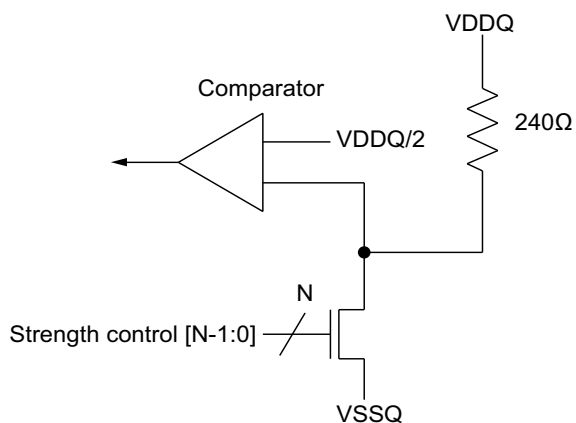 VDDQ
Comparator
240Ω
VDDQ/2
N
Strength control [N-1:0]
VSSQ